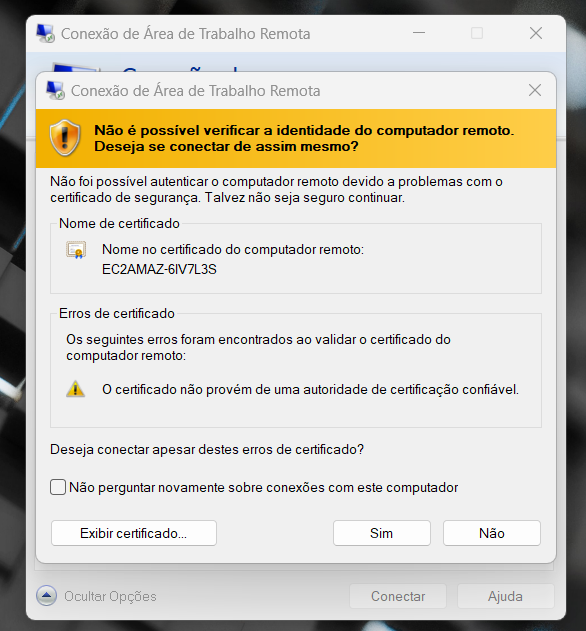 Conexão de Área de Trabalho Remota
Conexão de Área de Trabalho Remota
Não é possível verificar a identidade do computador remoto.
Deseja se conectar de assim mesmo?
Não foi possível autenticar o computador remoto devido a problemas com o
certificado de segurança. Talvez não seja seguro continuar.
Nome de certificado
Nome no certificado do computador remoto:
EC2AMAZ-6IV7L3S
Erros de certificado
Os seguintes erros foram encontrados ao validar o certificado do
computador remoto:
O certificado não provém de uma autoridade de certificação confiável.
Deseja conectar apesar destes erros de certificado?
Não perguntar novamente sobre conexões com este computador
Exibir certificado...
Sim
Não
Ocultar Opções
Conectar
Ajuda